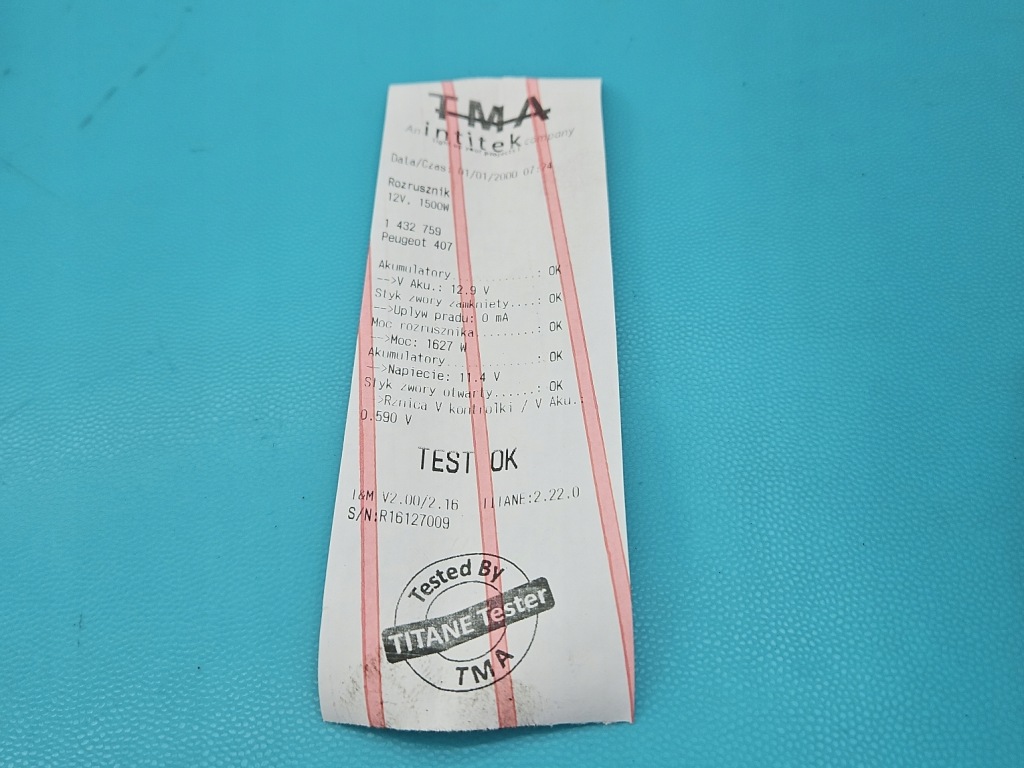 TMA
An intitek company
Data/Czas: 01/01/2000 07:24
Rozrusznik
12V. 1500W
1 432 759
Peugeot 407
Akumulatory............: OK
-->V Aku.: 12.9 V
Styk zwory zamkniety....: OK
-->Uplyw pradu: 0 mA
Moc rozrusznika.........: OK
-->Moc: 1627 W
Akumulatory............: OK
-->Napiecie: 11.4 V
Styk zwory otwarty......: OK
-->Rznica V kontrolki / V Aku.:
0.590 V
TEST OK
I&M V2.00/2.16 TITANE:2.22.0
S/N:R16127009
Tested By
TITANE Tester
TMA